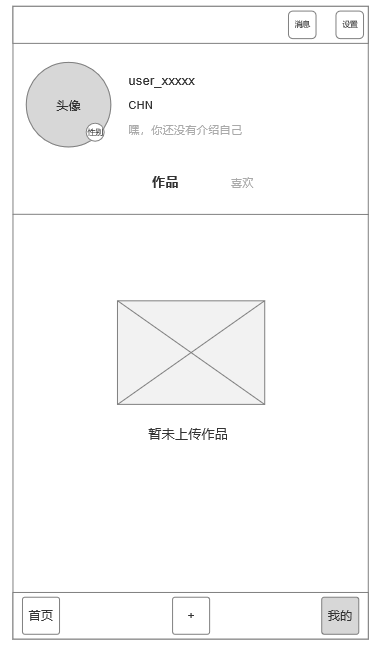 消息 设置
头像
性别
user_xxxxx
CHN
嘿，你还没有介绍自己
作品 喜欢
暂未上传作品
首页 + 我的